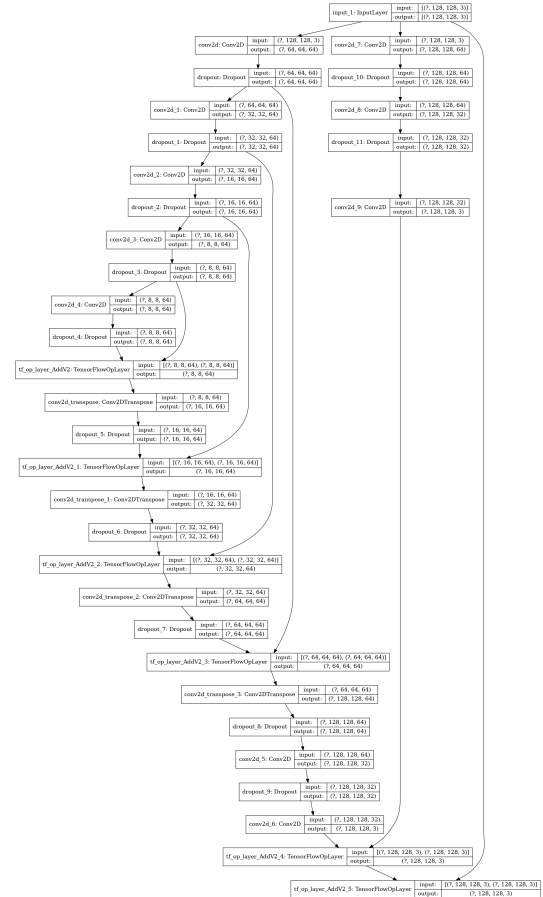 input_1: InputLayer
input: [(?, 128, 128, 3)]
output: [(?, 128, 128, 3)]
conv2d: Conv2D
input: (?, 128, 128, 3)
output: (?, 64, 64, 64)
conv2d_7: Conv2D
input: (?, 128, 128, 3)
output: (?, 128, 128, 64)
dropout: Dropout
input: (?, 64, 64, 64)
output: (?, 64, 64, 64)
dropout_10: Dropout
input: (?, 128, 128, 64)
output: (?, 128, 128, 64)
conv2d_1: Conv2D
input: (?, 64, 64, 64)
output: (?, 32, 32, 64)
conv2d_8: Conv2D
input: (?, 128, 128, 64)
output: (?, 128, 128, 32)
dropout_1: Dropout
input: (?, 32, 32, 64)
output: (?, 32, 32, 64)
dropout_11: Dropout
input: (?, 128, 128, 32)
output: (?, 128, 128, 32)
conv2d_2: Conv2D
input: (?, 32, 32, 64)
output: (?, 16, 16, 64)
dropout_2: Dropout
input: (?, 16, 16, 64)
output: (?, 16, 16, 64)
conv2d_9: Conv2D
input: (?, 128, 128, 32)
output: (?, 128, 128, 3)
conv2d_3: Conv2D
input: (?, 16, 16, 64)
output: (?, 8, 8, 64)
dropout_3: Dropout
input: (?, 8, 8, 64)
output: (?, 8, 8, 64)
conv2d_4: Conv2D
input: (?, 8, 8, 64)
output: (?, 8, 8, 64)
dropout_4: Dropout
input: (?, 8, 8, 64)
output: (?, 8, 8, 64)
tf_op_layer_AddV2: TensorFlowOpLayer
input: [(?, 8, 8, 64), (?, 8, 8, 64)]
output: (?, 8, 8, 64)
conv2d_transpose: Conv2DTranspose
input: (?, 8, 8, 64)
output: (?, 16, 16, 64)
dropout_5: Dropout
input: (?, 16, 16, 64)
output: (?, 16, 16, 64)
tf_op_layer_AddV2_1: TensorFlowOpLayer
input: [(?, 16, 16, 64), (?, 16, 16, 64)]
output: (?, 16, 16, 64)
conv2d_transpose_1: Conv2DTranspose
input: (?, 16, 16, 64)
output: (?, 32, 32, 64)
dropout_6: Dropout
input: (?, 32, 32, 64)
output: (?, 32, 32, 64)
tf_op_layer_AddV2_2: TensorFlowOpLayer
input: [(?, 32, 32, 64), (?, 32, 32, 64)]
output: (?, 32, 32, 64)
conv2d_transpose_2: Conv2DTranspose
input: (?, 32, 32, 64)
output: (?, 64, 64, 64)
dropout_7: Dropout
input: (?, 64, 64, 64)
output: (?, 64, 64, 64)
tf_op_layer_AddV2_3: TensorFlowOpLayer
input: [(?, 64, 64, 64), (?, 64, 64, 64)]
output: (?, 64, 64, 64)
conv2d_transpose_3: Conv2DTranspose
input: (?, 64, 64, 64)
output: (?, 128, 128, 64)
dropout_8: Dropout
input: (?, 128, 128, 64)
output: (?, 128, 128, 64)
conv2d_5: Conv2D
input: (?, 128, 128, 64)
output: (?, 128, 128, 32)
dropout_9: Dropout
input: (?, 128, 128, 32)
output: (?, 128, 128, 32)
conv2d_6: Conv2D
input: (?, 128, 128, 32)
output: (?, 128, 128, 3)
tf_op_layer_AddV2_4: TensorFlowOpLayer
input: [(?, 128, 128, 3), (?, 128, 128, 3)]
output: (?, 128, 128, 3)
tf_op_layer_AddV2_5: TensorFlowOpLayer
input: [(?, 128, 128, 3), (?, 128, 128, 3)]
output: (?, 128, 128, 3)